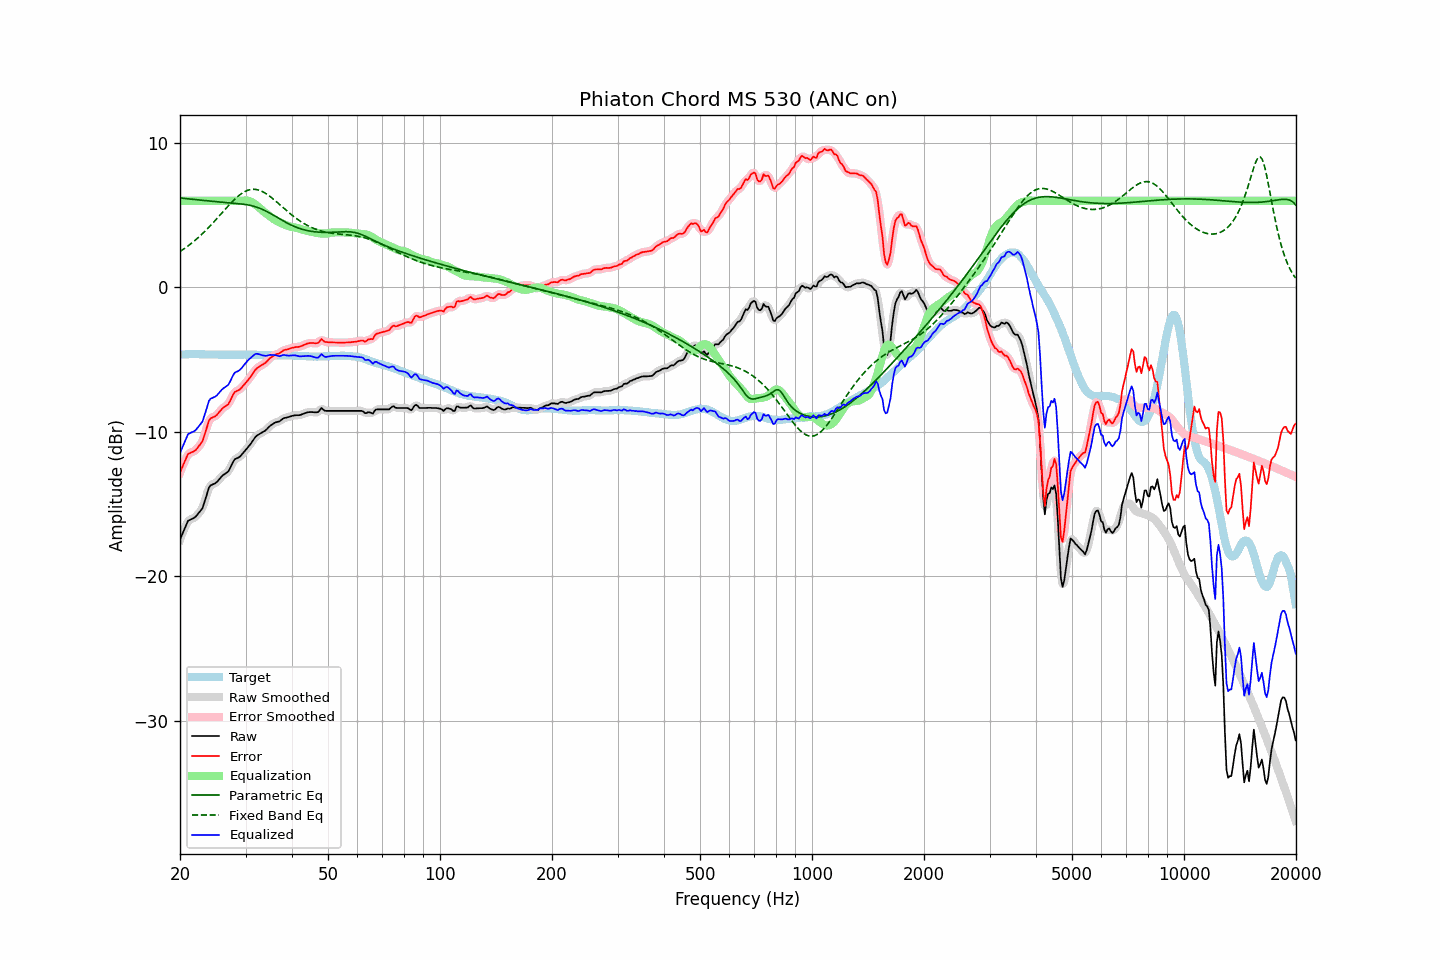 Phiaton Chord MS 530 (ANC on)
Amplitude (dBr)
10
0
−10
−20
−30
Target
Raw Smoothed
Error Smoothed
Raw
Error
Equalization
Parametric Eq
Fixed Band Eq
Equalized
20 50 100 200 500 1000 2000 5000 10000 20000
Frequency (Hz)